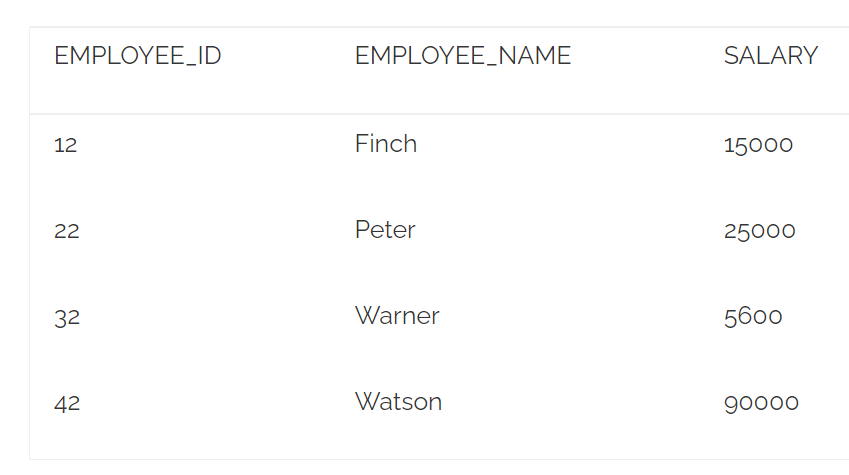 EMPLOYEE_ID EMPLOYEE_NAME SALARY
12 Finch 15000
22 Peter 25000
32 Warner 5600
42 Watson 90000